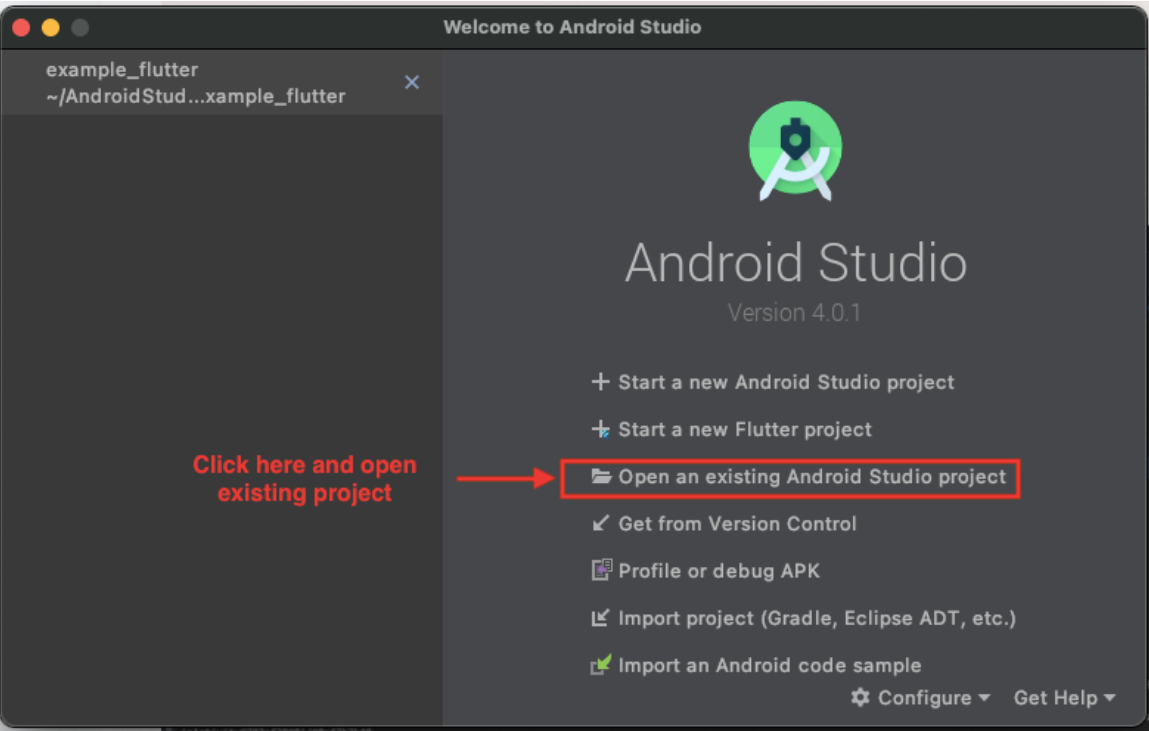 Welcome to Android Studio
example_flutter
~/AndroidStud...xample_flutter
Android Studio
Version 4.0.1
Start a new Android Studio project
Start a new Flutter project
Click here and open
existing project
Open an existing Android Studio project
Get from Version Control
Profile or debug APK
Import project (Gradle, Eclipse ADT, etc.)
Import an Android code sample
Configure
Get Help